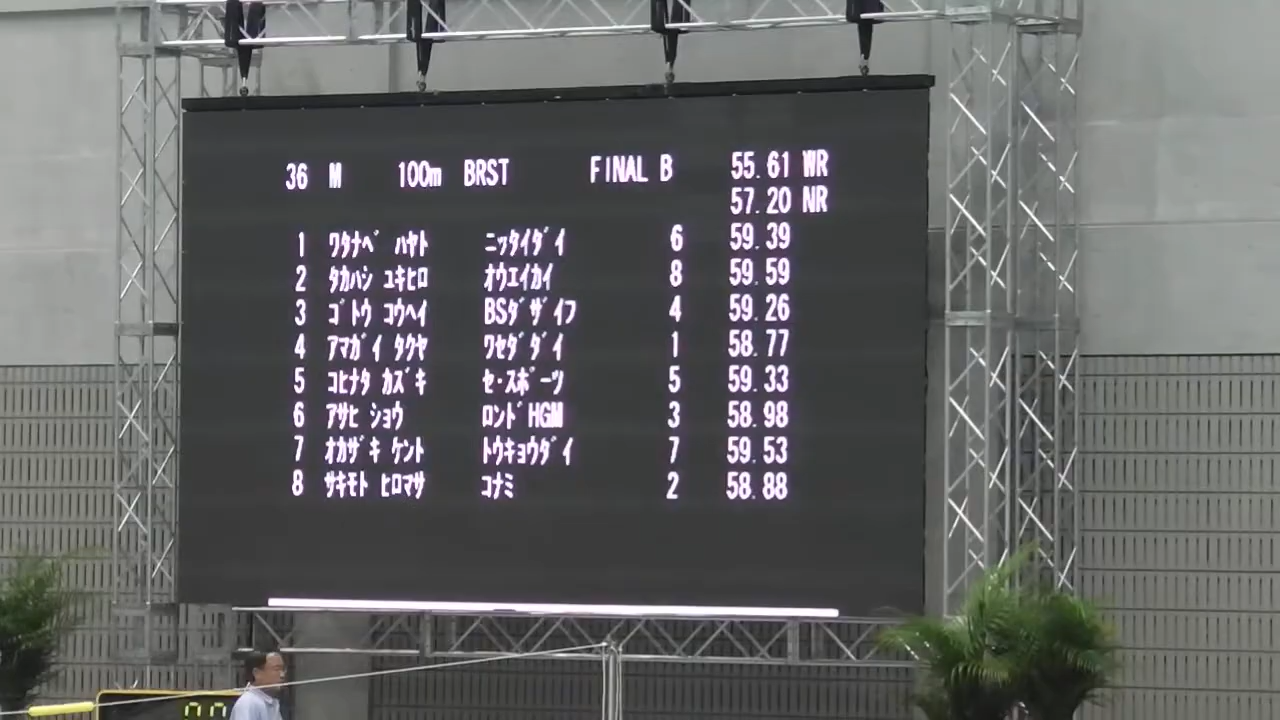 36 M 100m BRST FINAL B 55.61 WR
57.20 NR
1 ワタナベ ハヤト ニッタイダイ 6 59.39
2 タカハシ ユキヒロ オウエイカイ 8 59.59
3 ゴトウ コウヘイ BSダザイフ 4 59.26
4 アマガイ タクヤ ワセダダイ 1 58.77
5 コヒナタ カズキ セ・スポーツ 5 59.33
6 アサヒ ショウ ロンドHGM 3 58.98
7 オカザキ ケント トウキョウダイ 7 59.53
8 サキモト ヒロマサ コナミ 2 58.88